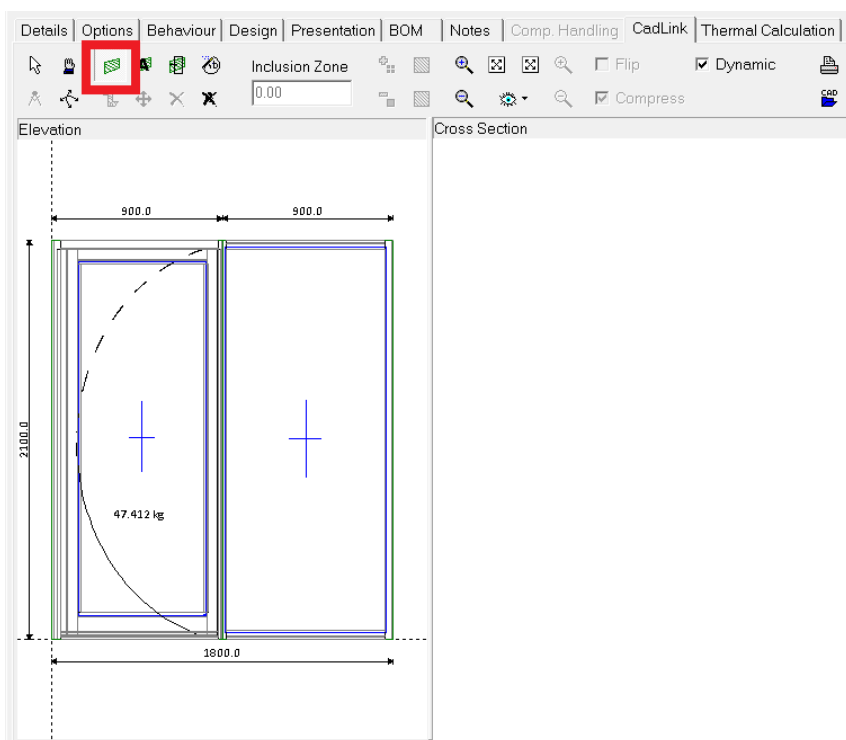 Details Options Behaviour Design Presentation BOM Notes Comp. Handling CadLink Thermal Calculation
Inclusion Zone Flip Dynamic
0.00 Compress CAD
Elevation Cross Section
900.0 900.0
2100.0
47.412 kg
1800.0